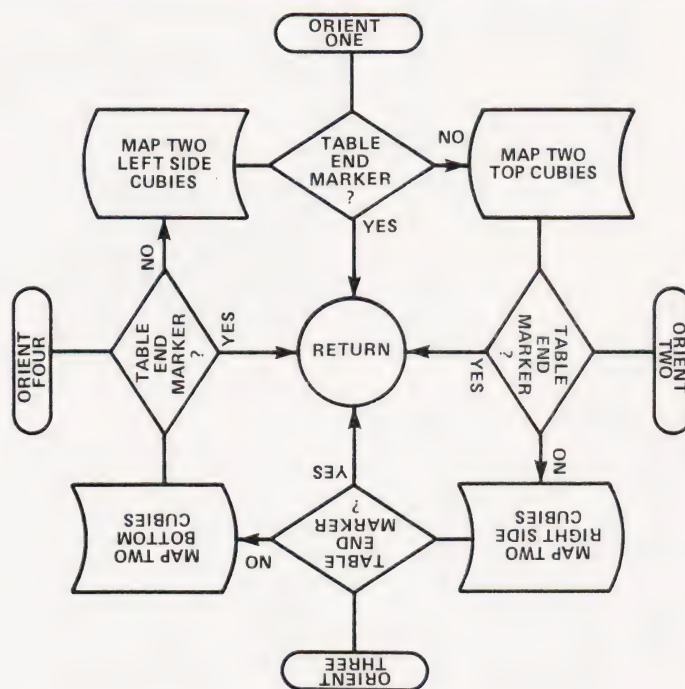 ORIENT
ONE
MAP TWO
LEFT SIDE
CUBIES
TABLE
END
MARKER
?
NO
MAP TWO
TOP CUBIES
YES
NO
ORIENT
FOUR
TABLE
END
MARKER
?
YES
RETURN
YES
TABLE
END
MARKER
?
ORIENT
TWO
NO
YES
MAP TWO
BOTTOM
CUBIES
NO
TABLE
END
MARKER
?
MAP TWO
RIGHT SIDE
CUBIES
ORIENT
THREE